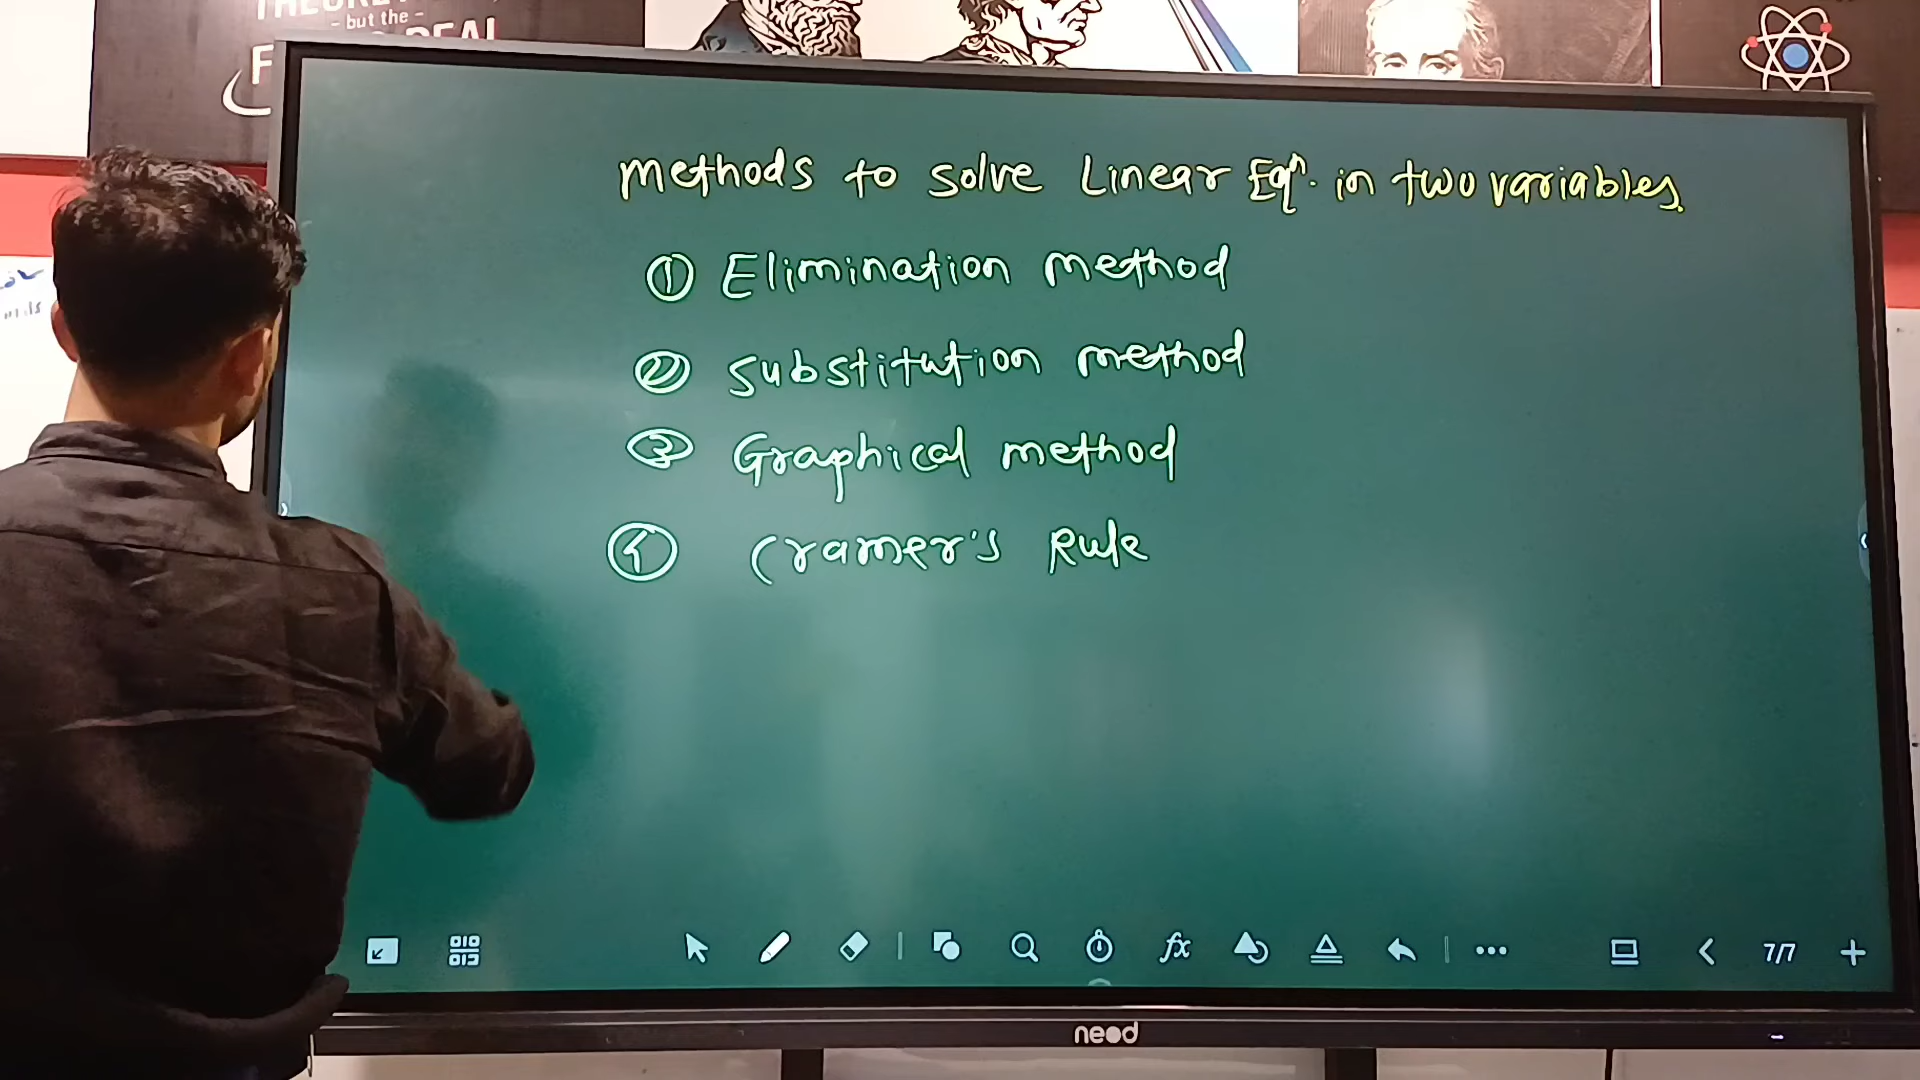 - but the -
methods to solve Linear Eqn. in two variables.
① Elimination method
② Substitution method
③ Graphical method
④ Cramer's Rule
fx
7/7
neod